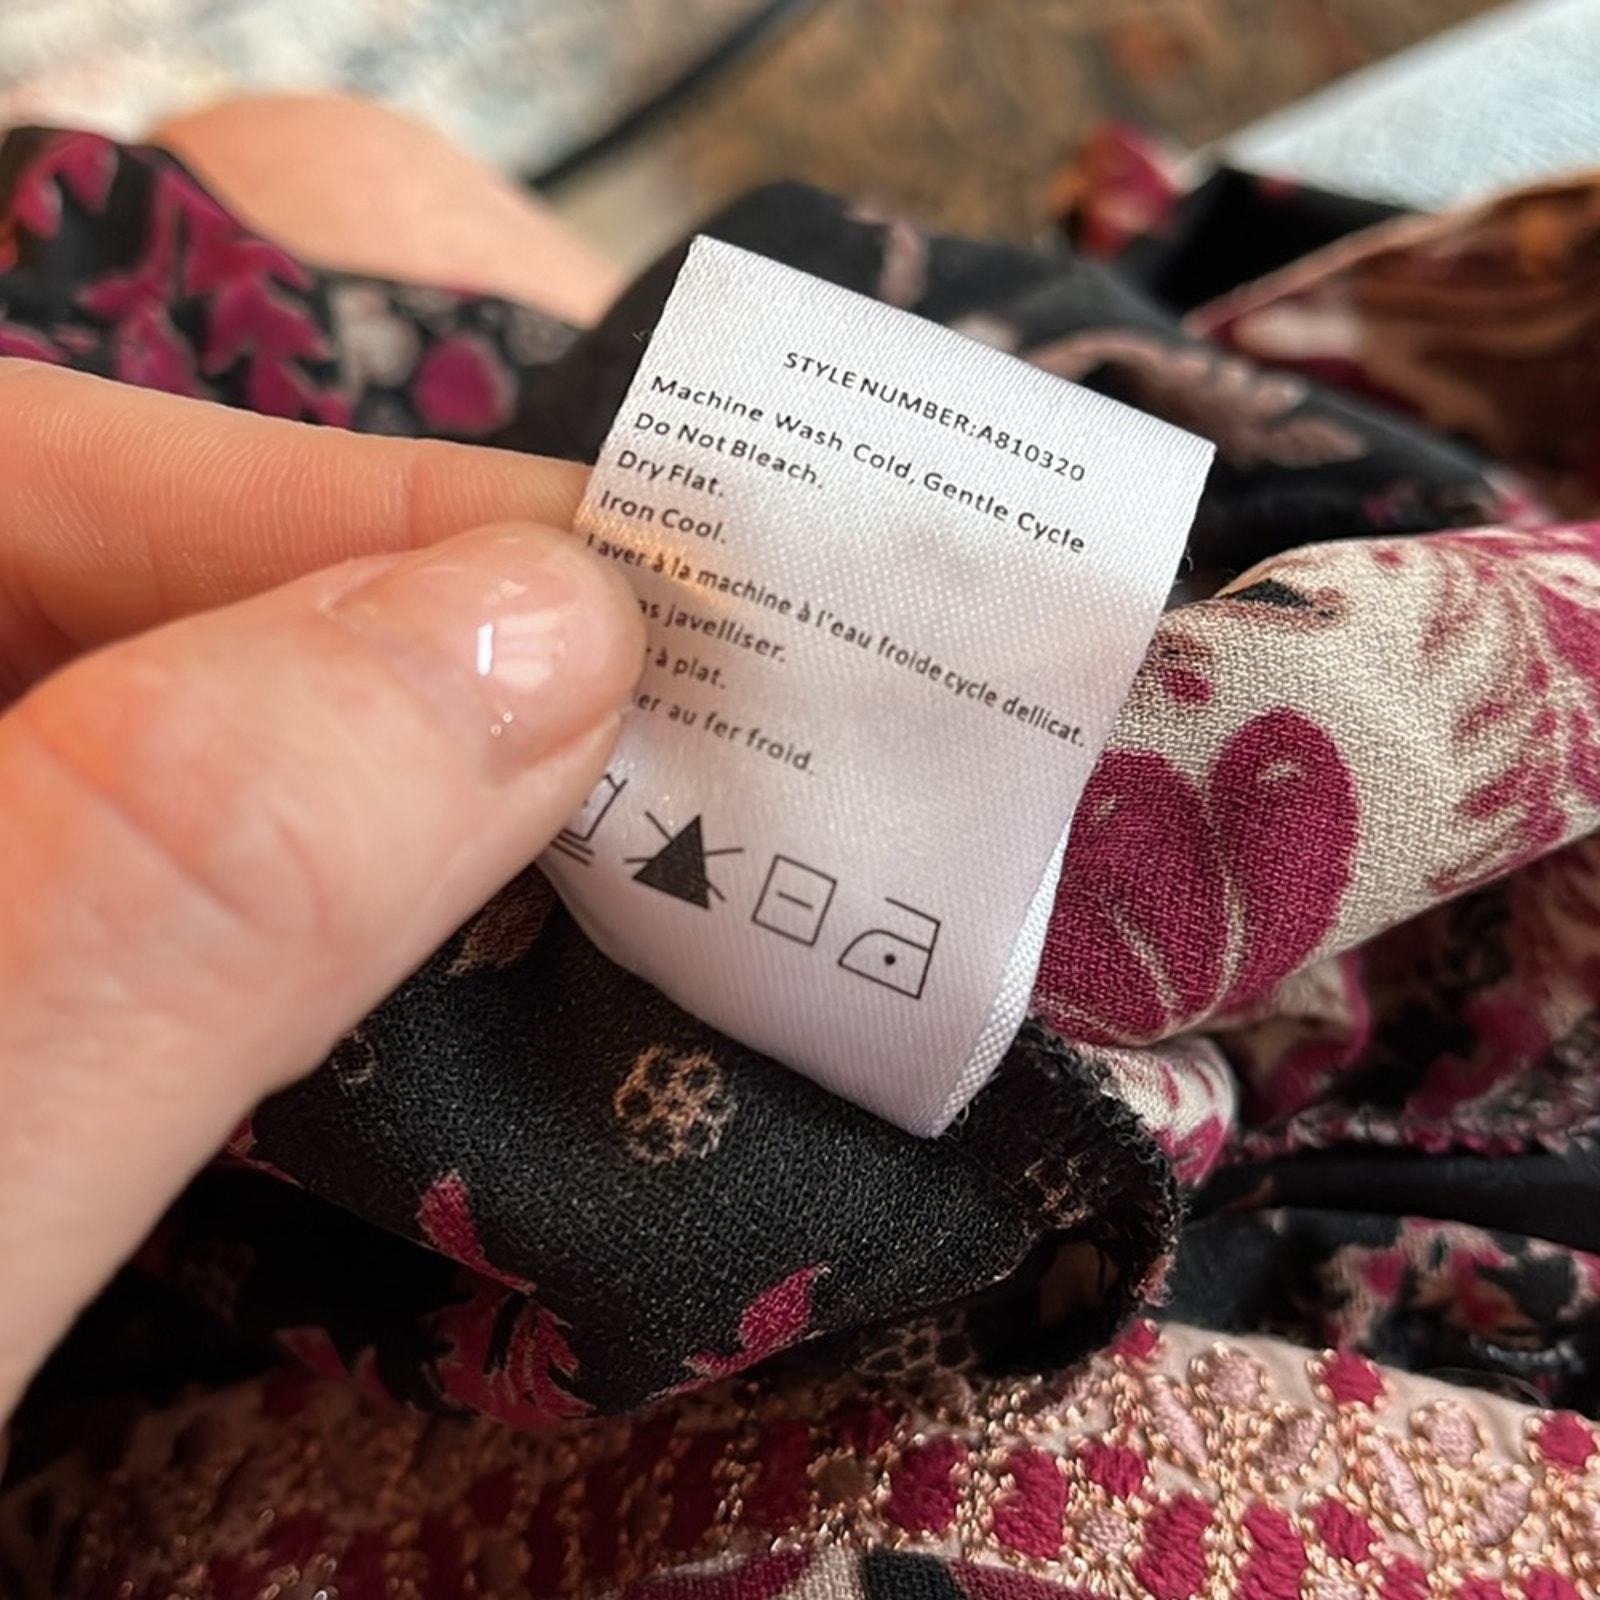 STYLE NUMBER:A810320
Machine Wash Cold, Gentle Cycle
Do Not Bleach.
Dry Flat.
Iron Cool.
Laver à la machine à l'eau froide cycle dellicat.
javelliser.
à plat.
au fer froid.